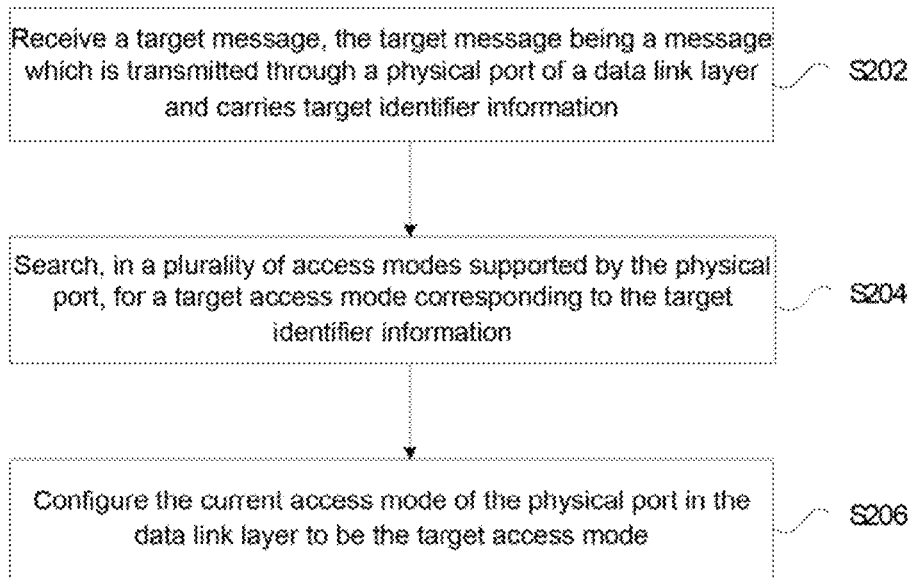 Receive a target message, the target message being a message
which is transmitted through a physical port of a data link layer
and carries target identifier information
S202
Search, in a plurality of access modes supported by the physical
port, for a target access mode corresponding to the target
identifier information
S204
Configure the current access mode of the physical port in the
data link layer to be the target access mode
S206